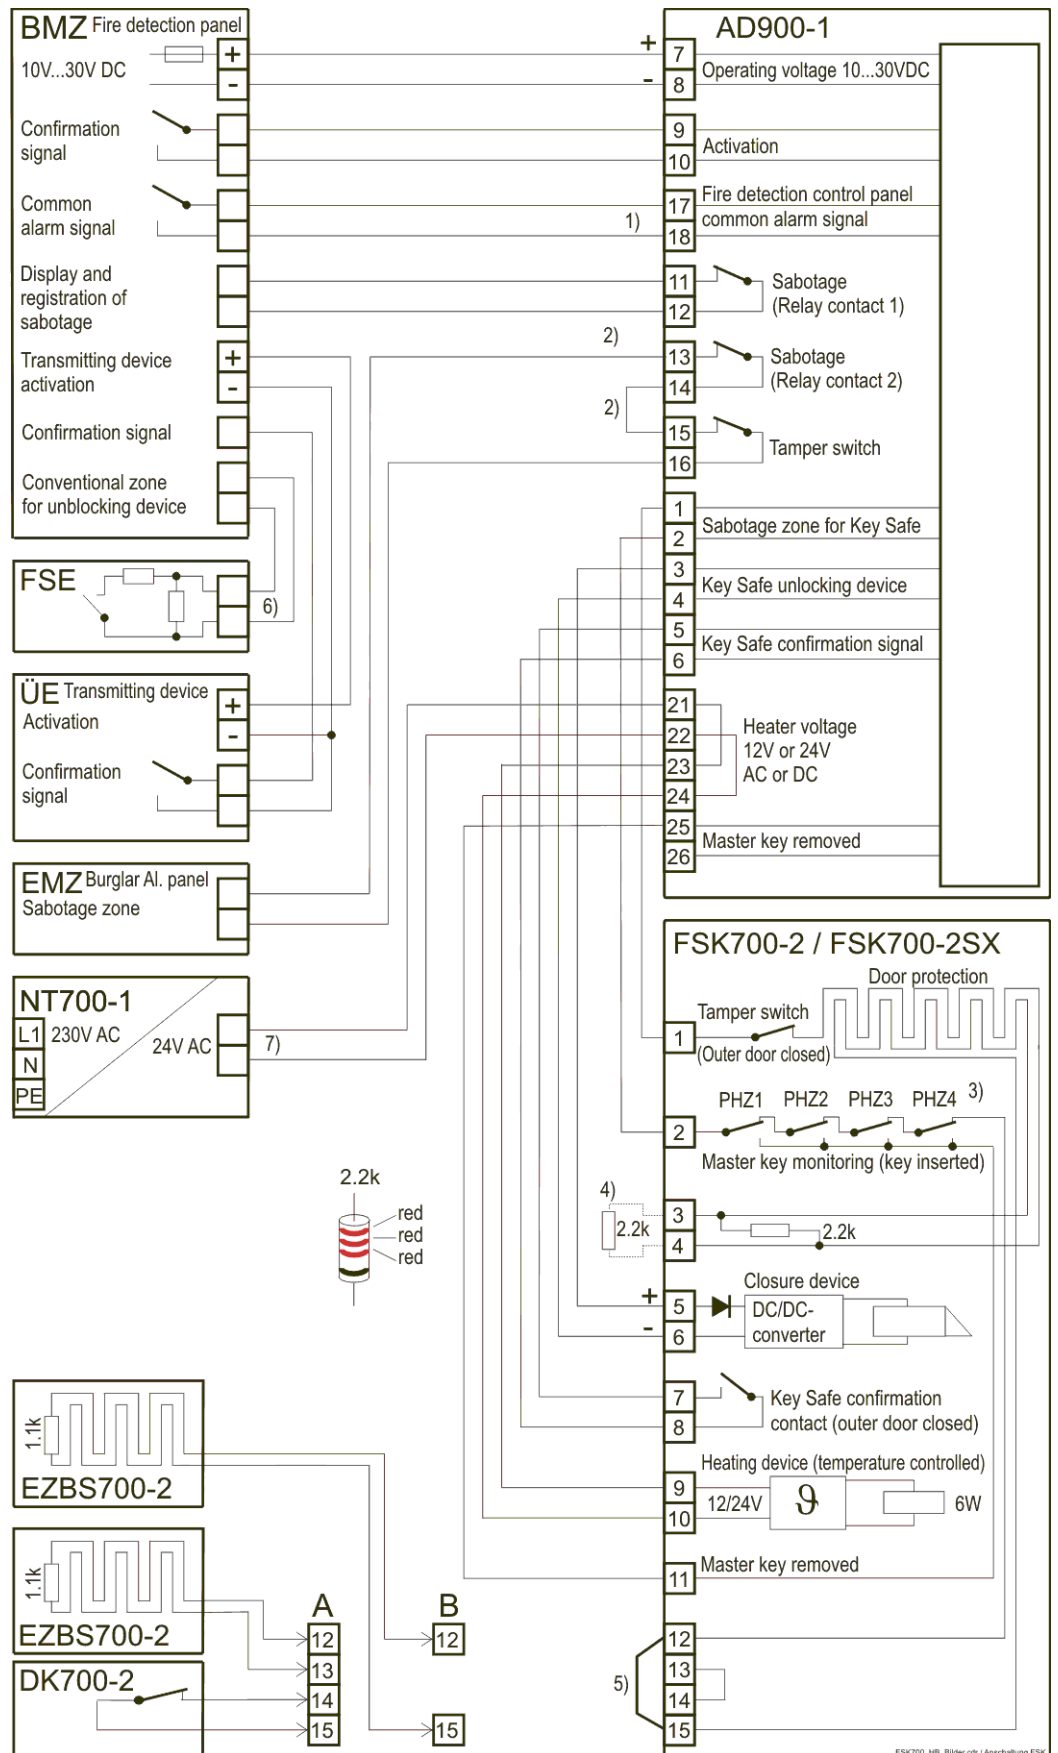 BMZ Fire detection panel
+
10V...30V DC
-
Confirmation
signal
Common
alarm signal
Display and
registration of
sabotage
Transmitting device
activation
+
-
Confirmation signal
Conventional zone
for unblocking device
FSE
6)
ÜE Transmitting device
Activation
+
-
Confirmation
signal
EMZ Burglar Al. panel
Sabotage zone
NT700-1
L1 230V AC
N
PE
24V AC
7)
1)
2)
2)
AD900-1
+
7
-
8
Operating voltage 10...30VDC
9
10
Activation
17
18
Fire detection control panel
common alarm signal
11
12
Sabotage
(Relay contact 1)
13
14
Sabotage
(Relay contact 2)
15
16
Tamper switch
1
2
Sabotage zone for Key Safe
3
4
Key Safe unlocking device
5
6
Key Safe confirmation signal
21
22
23
24
Heater voltage
12V or 24V
AC or DC
25
26
Master key removed
FSK700-2 / FSK700-2SX
Door protection
Tamper switch
1
(Outer door closed)
PHZ1 PHZ2 PHZ3 PHZ4 3)
2
Master key monitoring (key inserted)
4)
2.2k
3
4
2.2k
Closure device
+
5
-
6
DC/DC-
converter
7
8
Key Safe confirmation
contact (outer door closed)
Heating device (temperature controlled)
9
10
12/24V
ϑ
6W
Master key removed
11
12
13
14
15
5)
2.2k
red
red
red
1.1k
EZBS700-2
1.1k
EZBS700-2
DK700-2
A
12
13
14
15
B
12
15
FSK700_HB_Bilder.cdr / Anschaltung FSK